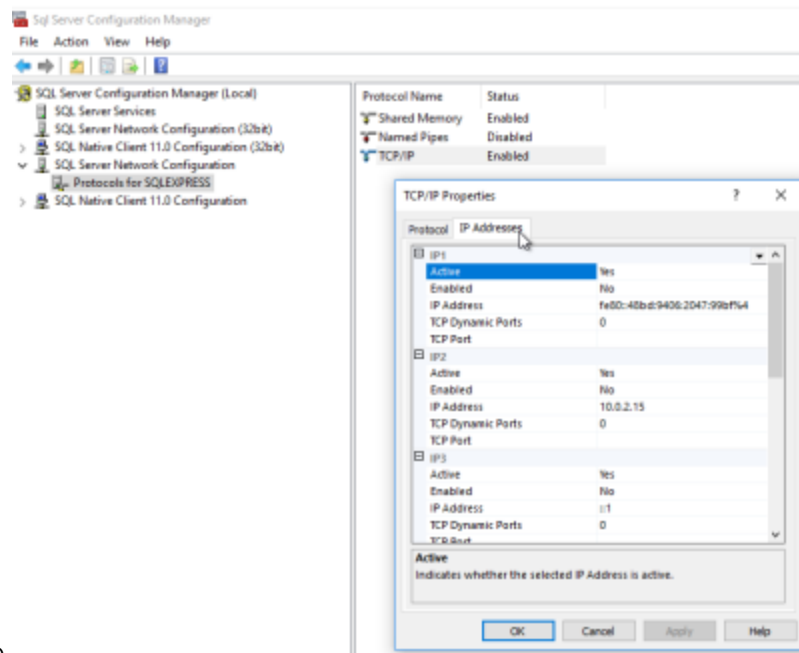 Sql Server Configuration Manager
File Action View Help
SQL Server Configuration Manager (Local)
SQL Server Services
SQL Server Network Configuration (32bit)
SQL Native Client 11.0 Configuration (32bit)
SQL Server Network Configuration
Protocols for SQLEXPRESS
SQL Native Client 11.0 Configuration
Protocol Name Status
Shared Memory Enabled
Named Pipes Disabled
TCP/IP Enabled
TCP/IP Properties ? X
Protocol IP Addresses
IP1
Active Yes
Enabled No
IP Address fe80::48bd:9406:2047:99bf%4
TCP Dynamic Ports 0
TCP Port
IP2
Active Yes
Enabled No
IP Address 10.0.2.15
TCP Dynamic Ports 0
TCP Port
IP3
Active Yes
Enabled No
IP Address ::1
TCP Dynamic Ports 0
TCP Port
Active
Indicates whether the selected IP Address is active.
OK Cancel Apply Help